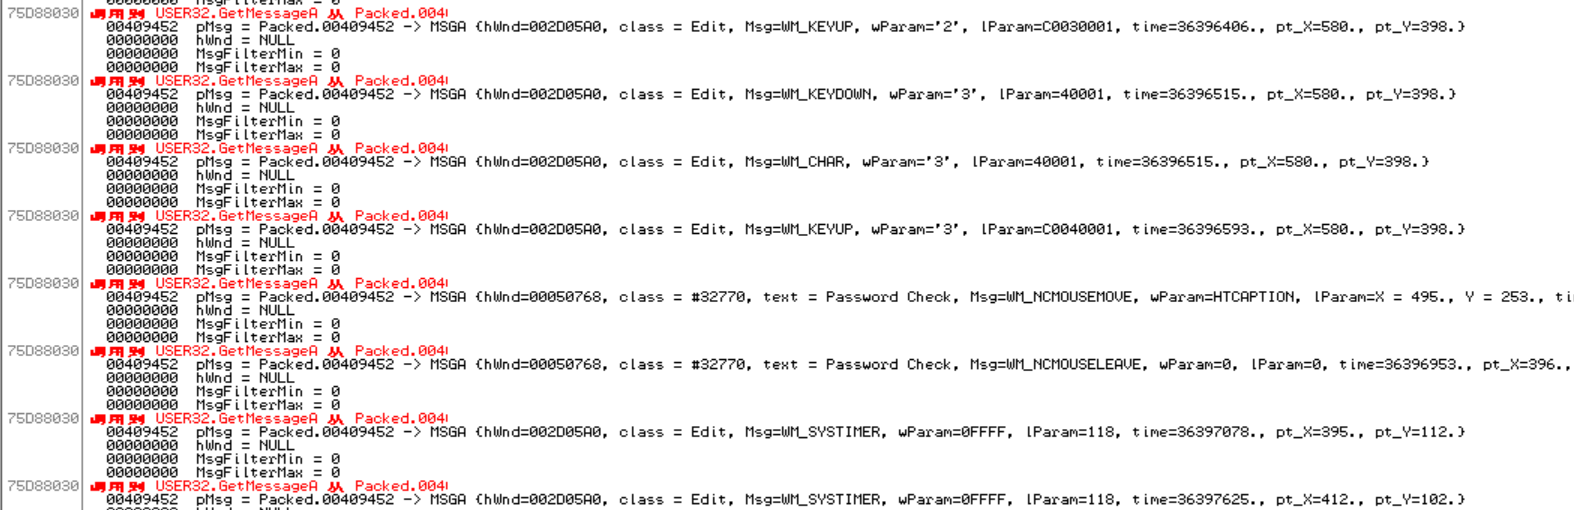 MsgFilterMax = 0
75D88030 调用到 USER32.GetMessageA 从 Packed.004
00409452 pMsg = Packed.00409452 -> MSGA {hWnd=002D05A0, class = Edit, Msg=WM_KEYUP, wParam='2', lParam=C0030001, time=36396406., pt_X=580., pt_Y=398.}
00000000 hWnd = NULL
00000000 MsgFilterMin = 0
00000000 MsgFilterMax = 0
75D88030 调用到 USER32.GetMessageA 从 Packed.004
00409452 pMsg = Packed.00409452 -> MSGA {hWnd=002D05A0, class = Edit, Msg=WM_KEYDOWN, wParam='3', lParam=40001, time=36396515., pt_X=580., pt_Y=398.}
00000000 hWnd = NULL
00000000 MsgFilterMin = 0
00000000 MsgFilterMax = 0
75D88030 调用到 USER32.GetMessageA 从 Packed.004
00409452 pMsg = Packed.00409452 -> MSGA {hWnd=002D05A0, class = Edit, Msg=WM_CHAR, wParam='3', lParam=40001, time=36396515., pt_X=580., pt_Y=398.}
00000000 hWnd = NULL
00000000 MsgFilterMin = 0
00000000 MsgFilterMax = 0
75D88030 调用到 USER32.GetMessageA 从 Packed.004
00409452 pMsg = Packed.00409452 -> MSGA {hWnd=002D05A0, class = Edit, Msg=WM_KEYUP, wParam='3', lParam=C0040001, time=36396593., pt_X=580., pt_Y=398.}
00000000 hWnd = NULL
00000000 MsgFilterMin = 0
00000000 MsgFilterMax = 0
75D88030 调用到 USER32.GetMessageA 从 Packed.004
00409452 pMsg = Packed.00409452 -> MSGA {hWnd=00050768, class = #32770, text = Password Check, Msg=WM_NCMOUSEMOVE, wParam=HTCAPTION, lParam=X = 495., Y = 253., ti
00000000 hWnd = NULL
00000000 MsgFilterMin = 0
00000000 MsgFilterMax = 0
75D88030 调用到 USER32.GetMessageA 从 Packed.004
00409452 pMsg = Packed.00409452 -> MSGA {hWnd=00050768, class = #32770, text = Password Check, Msg=WM_NCMOUSELEAVE, wParam=0, lParam=0, time=36396953., pt_X=396.,
00000000 hWnd = NULL
00000000 MsgFilterMin = 0
00000000 MsgFilterMax = 0
75D88030 调用到 USER32.GetMessageA 从 Packed.004
00409452 pMsg = Packed.00409452 -> MSGA {hWnd=002D05A0, class = Edit, Msg=WM_SYSTIMER, wParam=0FFFF, lParam=118, time=36397078., pt_X=395., pt_Y=112.}
00000000 hWnd = NULL
00000000 MsgFilterMin = 0
00000000 MsgFilterMax = 0
75D88030 调用到 USER32.GetMessageA 从 Packed.004
00409452 pMsg = Packed.00409452 -> MSGA {hWnd=002D05A0, class = Edit, Msg=WM_SYSTIMER, wParam=0FFFF, lParam=118, time=36397625., pt_X=412., pt_Y=102.}